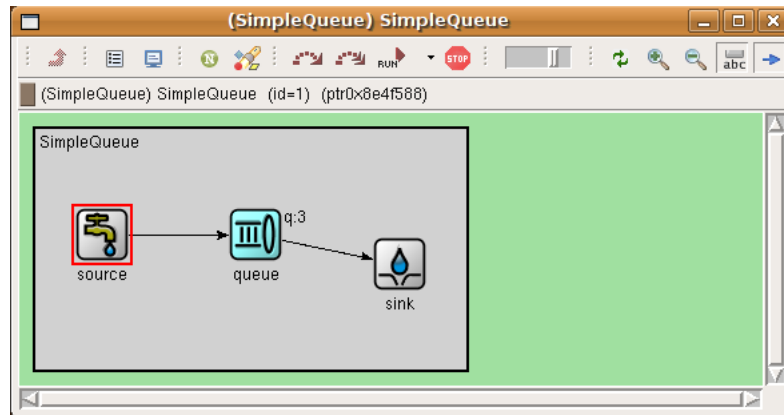 (SimpleQueue) SimpleQueue
N
RUN
STOP
abc
(SimpleQueue) SimpleQueue (id=1) (ptr0x8e4f588)
SimpleQueue
q:3
source
queue
sink